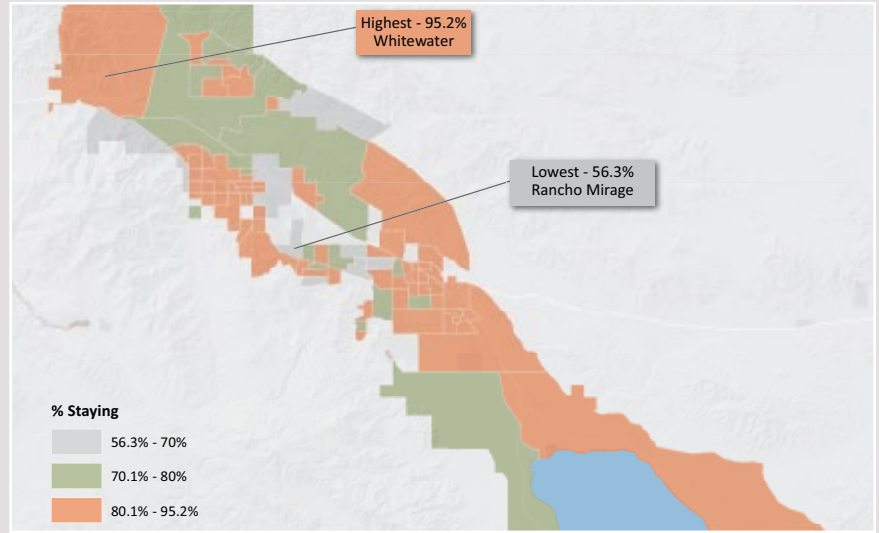 Highest - 95.2%
Whitewater
Lowest - 56.3%
Rancho Mirage
% Staying
56.3% - 70%
70.1% - 80%
80.1% - 95.2%